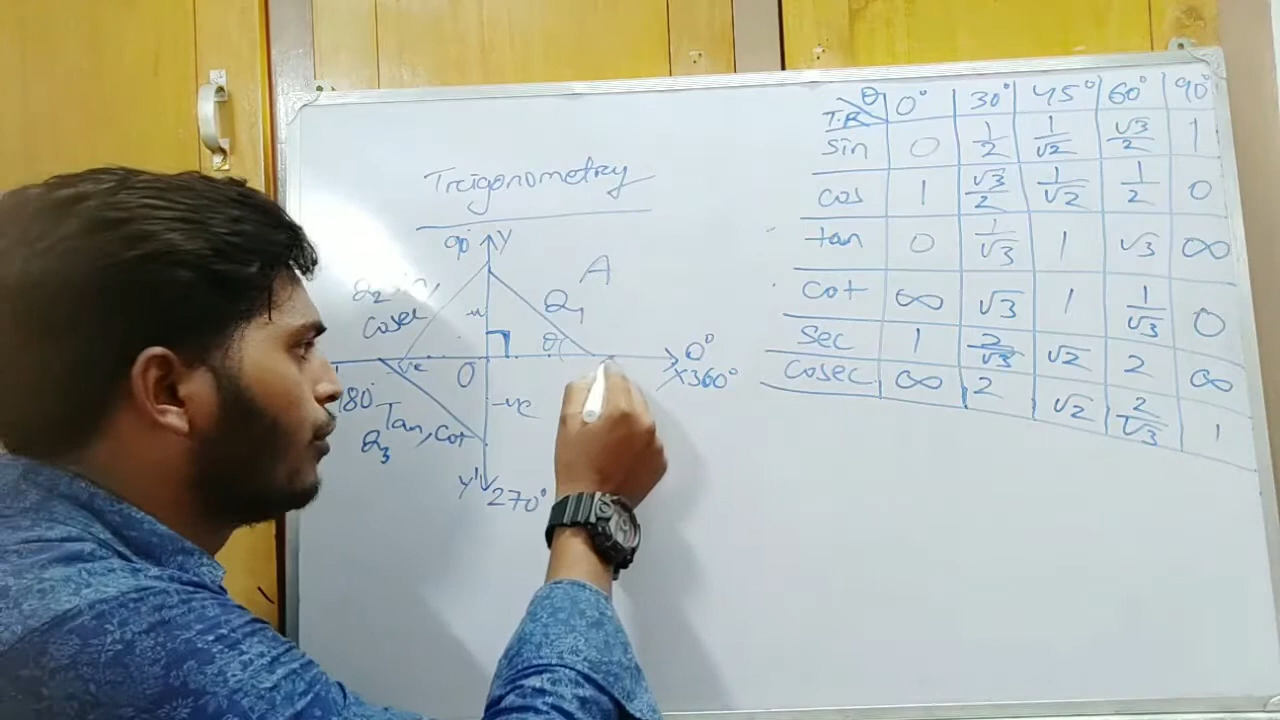 Trigonometry
90° Y
A
Q2
Cosec
Q1
θ
0°
-ve
O
X 360°
180°
-ve
Tan, Cot
Q3
Y' 270°
T.R θ 0° 30° 45° 60° 90°
sin 0 1/2 1/√2 √3/2 1
cos 1 √3/2 1/√2 1/2 0
tan 0 1/√3 1 √3 ∞
cot ∞ √3 1 1/√3 0
sec 1 2/√3 √2 2 ∞
cosec ∞ 2 √2 2/√3 1